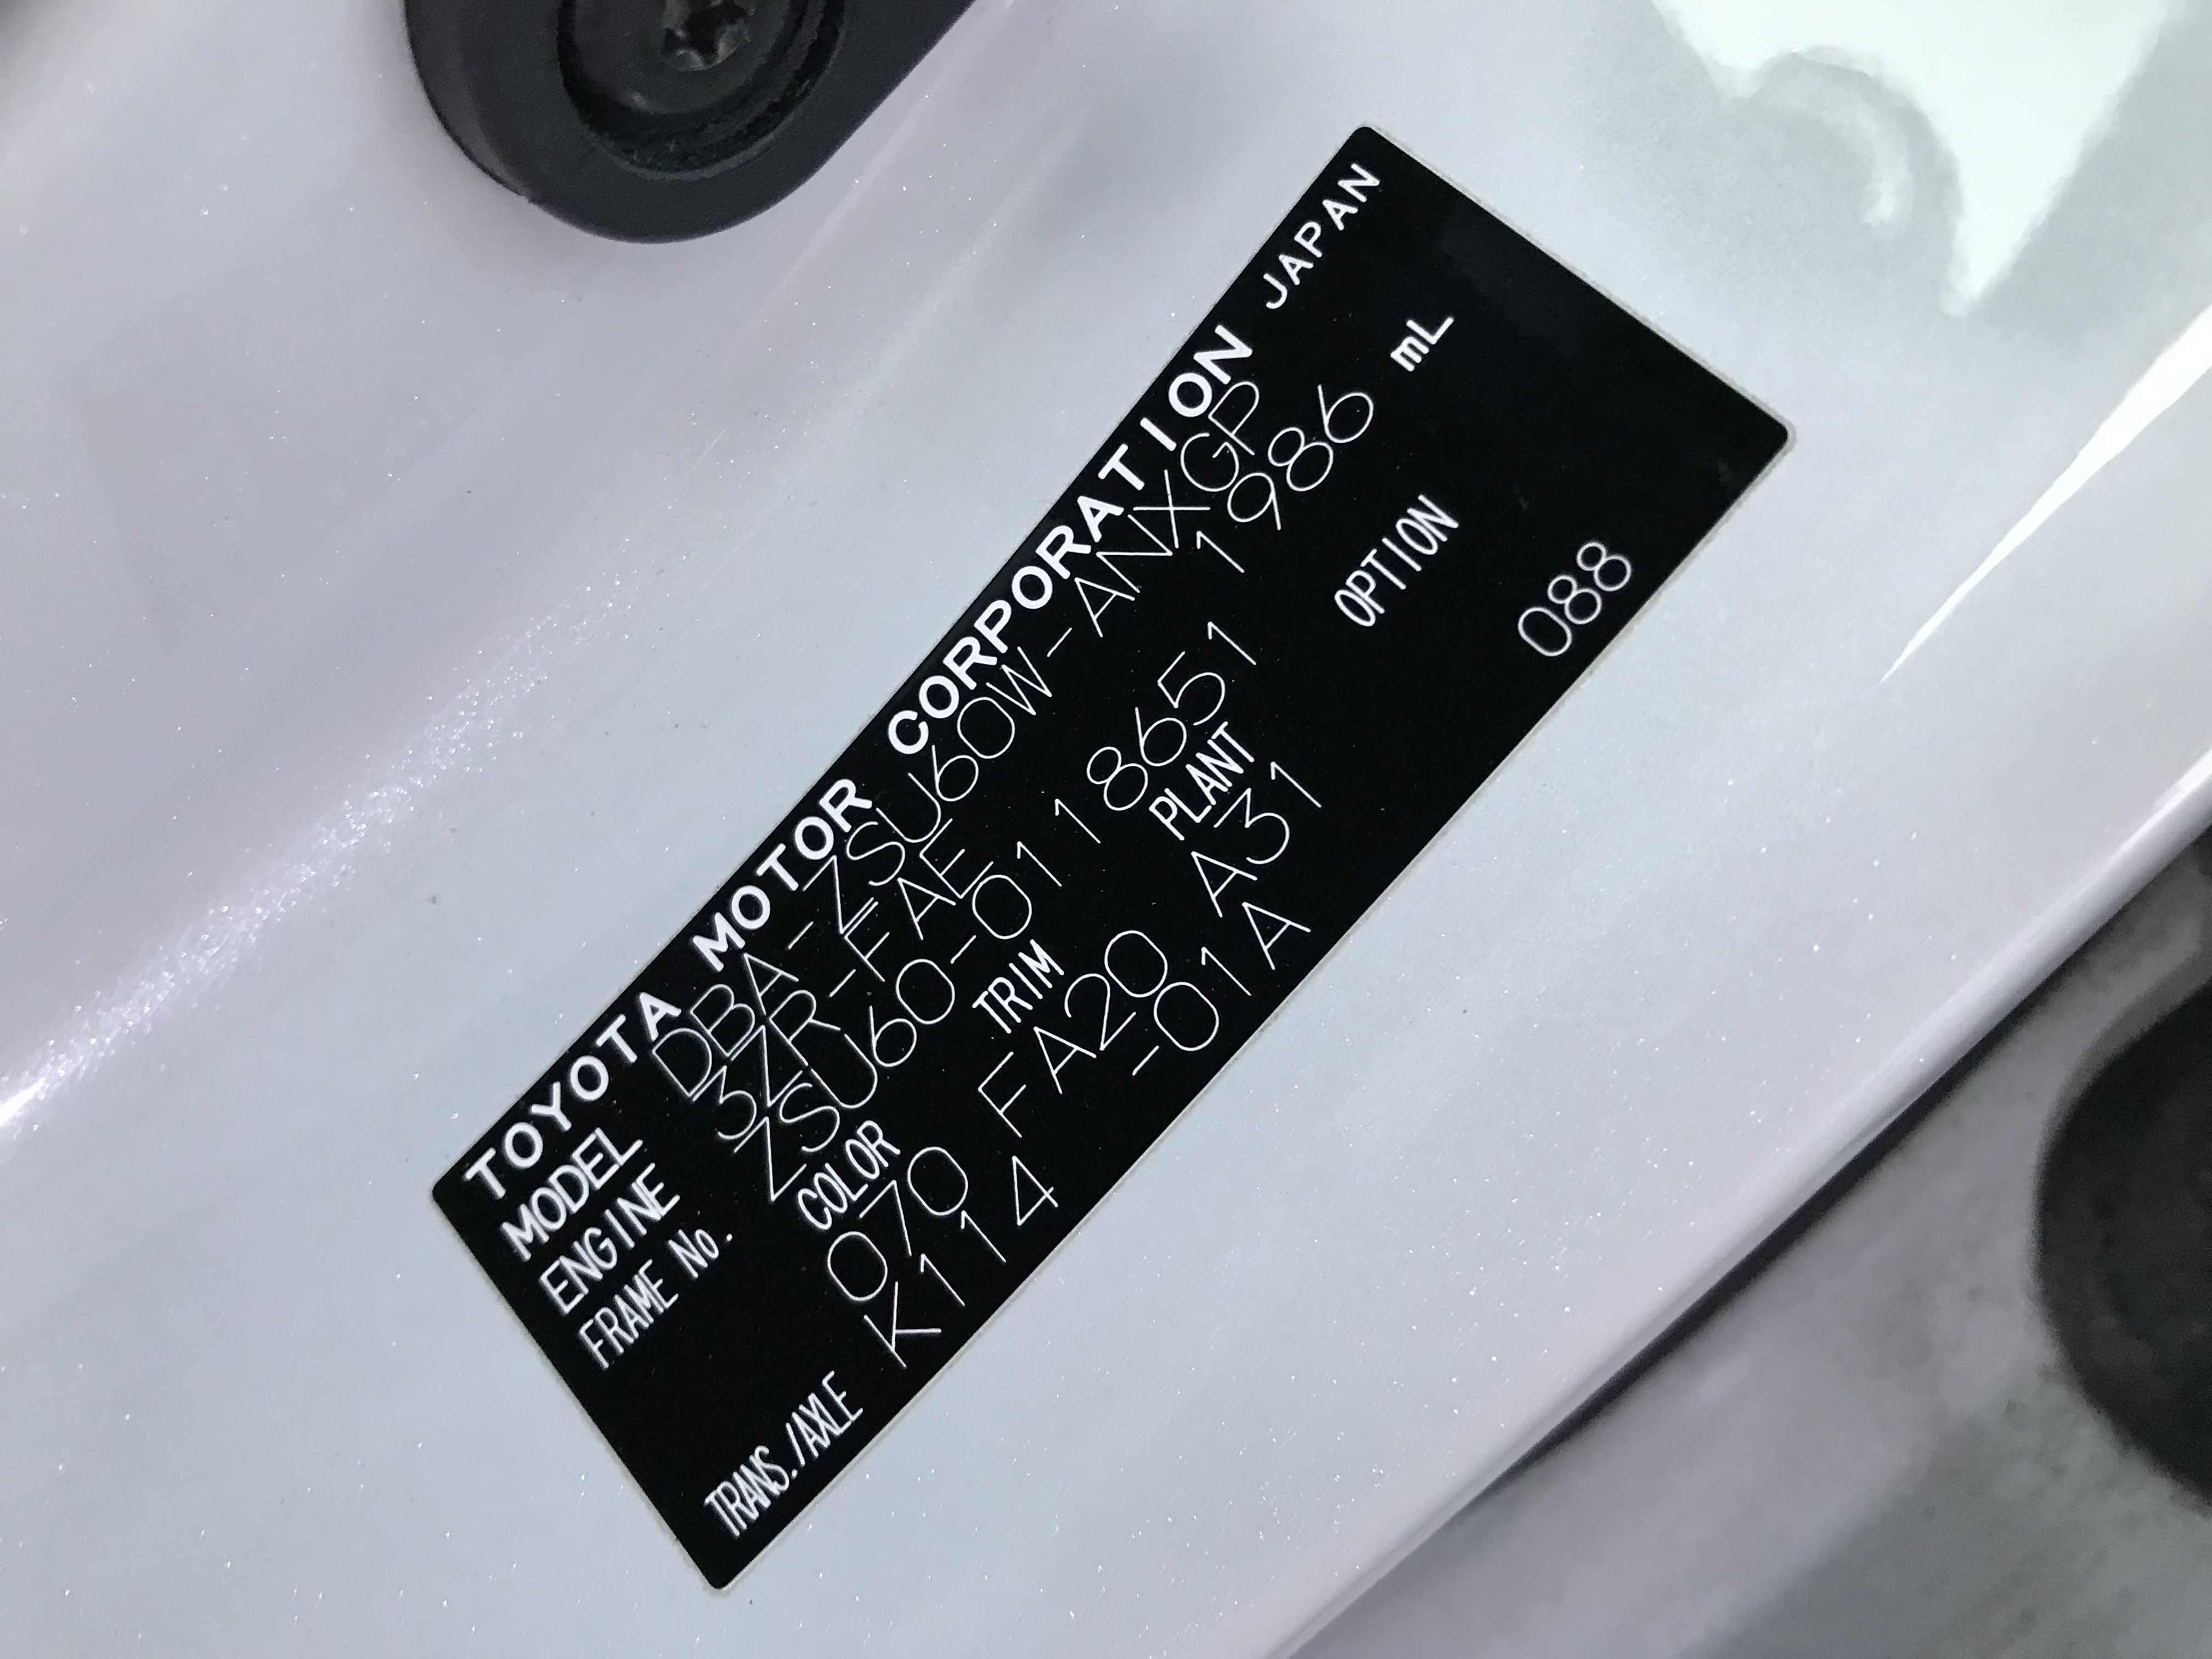 TOYOTA MOTOR CORPORATION JAPAN
MODEL DBA-ZSU60W-ANXGP
ENGINE 3ZR-FAE 1986 mL
FRAME No. ZSU60-0118651
COLOR TRIM PLANT OPTION
070 FA20 A31
TRANS./AXLE K114 -01A 088